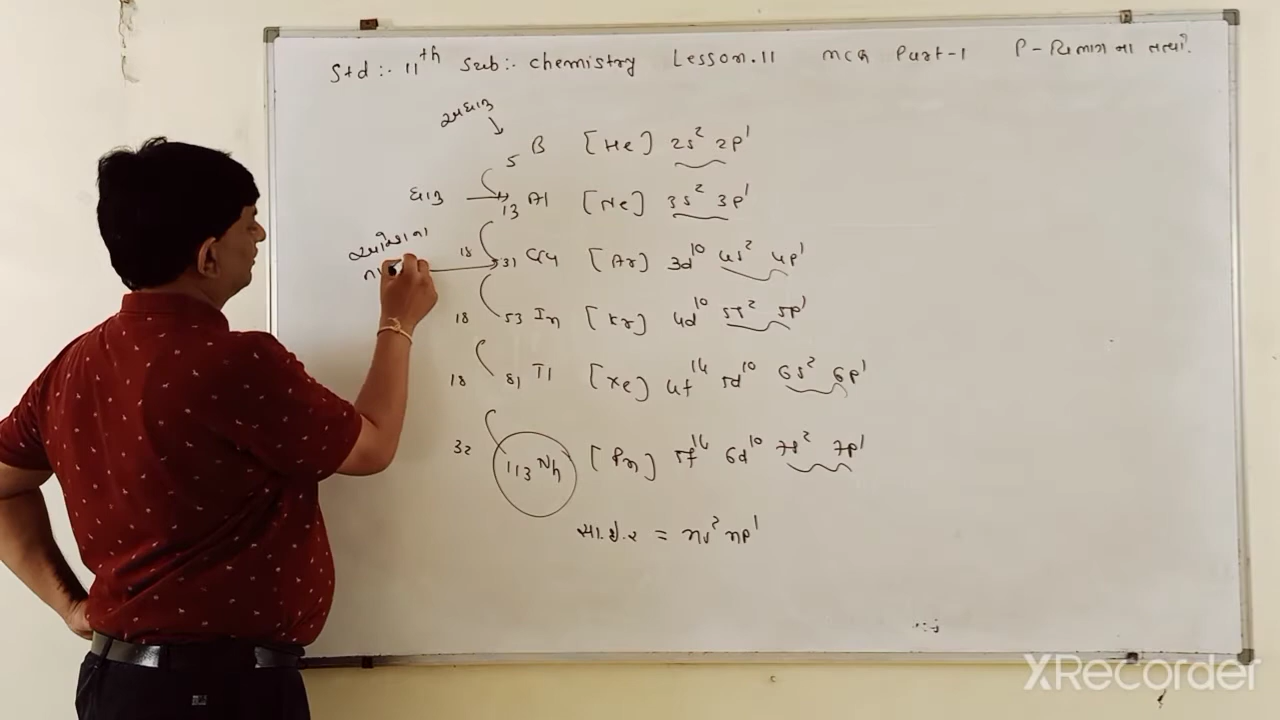 Std :- 11th Sub:- Chemistry Lesson.11 MCQ Part-1 P-વિભાગ ના તત્વો.
અધાતુ
5 B [He] 2s² 2p¹
ધાતુ 13 Al [Ne] 3s² 3p¹
18 31 Ga [Ar] 3d¹⁰ 4s² 4p¹
18 53 In [Kr] 4d¹⁰ 5s² 5p¹
18 81 Tl [Xe] 4f¹⁴ 5d¹⁰ 6s² 6p¹
32 113 Nh [Rn] 5f¹⁴ 6d¹⁰ 7s² 7p¹
સા.ઈ.ર = ns² np¹
XRecorder